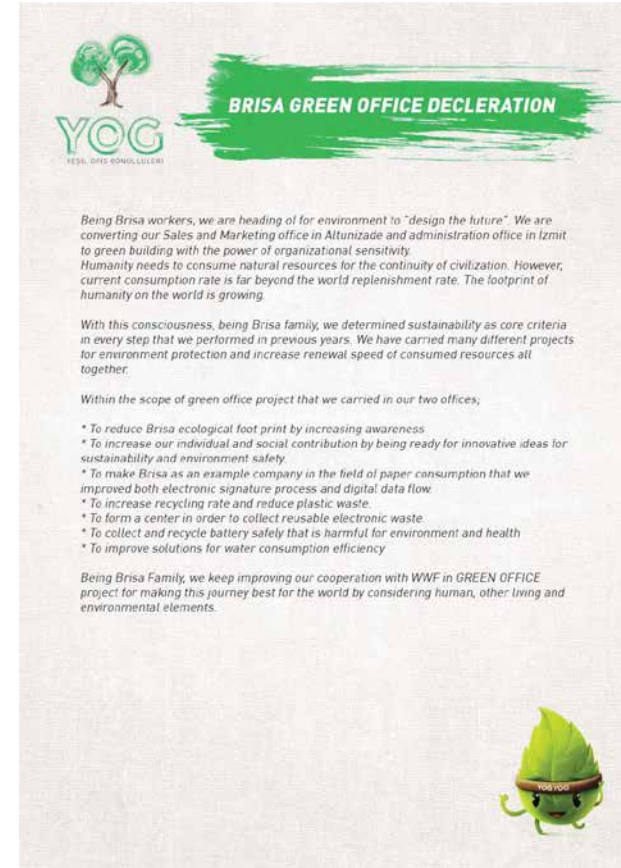 YOG
YEŞİL OFİS GÖNÜLLÜLERİ
BRISA GREEN OFFICE DECLERATION
Being Brisa workers, we are heading of for environment to "design the future". We are
converting our Sales and Marketing office in Altunizade and administration office in Izmit
to green building with the power of organizational sensitivity.
Humanity needs to consume natural resources for the continuity of civilization. However,
current consumption rate is far beyond the world replenishment rate. The footprint of
humanity on the world is growing.
With this consciousness, being Brisa family, we determined sustainability as core criteria
in every step that we performed in previous years. We have carried many different projects
for environment protection and increase renewal speed of consumed resources all
together.
Within the scope of green office project that we carried in our two offices;
* To reduce Brisa ecological foot print by increasing awareness
* To increase our individual and social contribution by being ready for innovative ideas for
sustainability and environment safety.
* To make Brisa as an example company in the field of paper consumption that we
improved both electronic signature process and digital data flow.
* To increase recycling rate and reduce plastic waste.
* To form a center in order to collect reusable electronic waste
* To collect and recycle battery safely that is harmful for environment and health
* To improve solutions for water consumption efficiency
Being Brisa Family, we keep improving our cooperation with WWF in GREEN OFFICE
project for making this journey best for the world by considering human, other living and
environmental elements.
YOG YOG